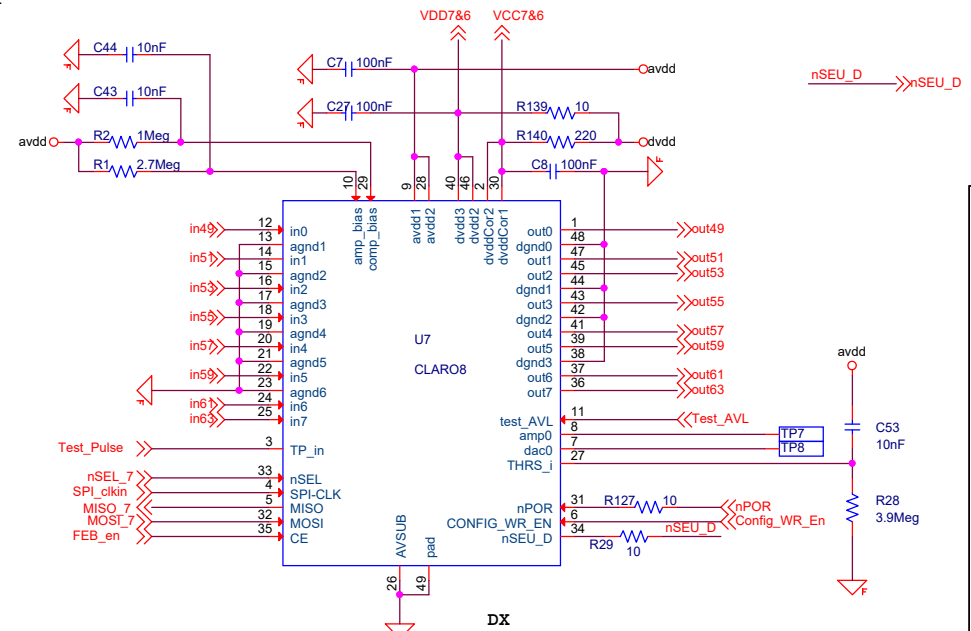 VDD7&6
VCC7&6
C44
10nF
F
C7
100nF
F
avdd
nSEU_D
nSEU_D
C43
10nF
F
C27
100nF
F
R139
10
avdd
R2
1Meg
R140
220
dvdd
R1
2.7Meg
C8
100nF
F
10
29
9
28
40
46
2
30
amp_bias
comp_bias
avdd1
avdd2
dvdd3
dvdd2
dvddCor2
dvddCor1
in49
12
in0
out0
1
out49
13
agnd1
dgnd0
48
in51
14
in1
out1
47
out51
15
agnd2
out2
45
out53
in53
16
in2
dgnd1
44
17
agnd3
out3
43
out55
in55
18
in3
dgnd2
42
19
agnd4
out4
41
out57
in57
20
in4
U7
out5
39
out59
21
agnd5
dgnd3
38
avdd
in59
22
in5
CLARO8
out6
37
out61
F
23
agnd6
out7
36
out63
in61
24
in6
in63
25
in7
test_AVL
11
Test_AVL
amp0
8
TP7
C53
10nF
Test_Pulse
3
TP_in
dac0
7
TP8
THRS_i
27
nSEL_7
33
nSEL
SPI_clkin
4
SPI-CLK
MISO_7
5
MISO
nPOR
31
R127
10
nPOR
R28
3.9Meg
MOSI_7
32
MOSI
CONFIG_WR_EN
6
Config_WR_En
FEB_en
35
CE
nSEU_D
34
R29
10
nSEU_D
AVSUB
pad
26
49
F
DX